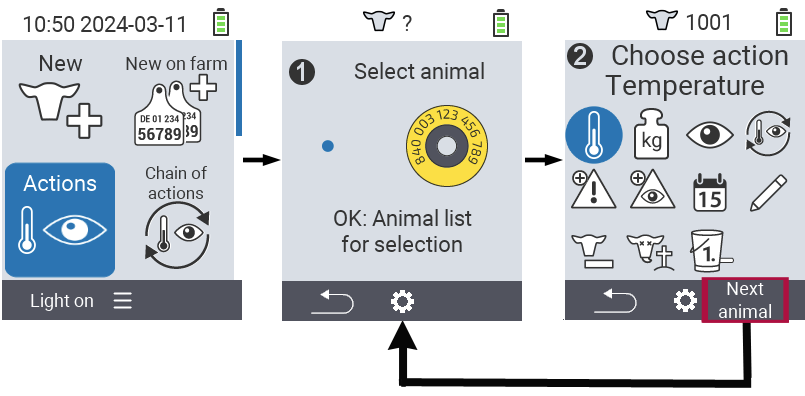 10:50 2024-03-11
New
New on farm
DE 01 234
234
56789
89
Actions
Chain of
actions
Light on
?
1
Select animal
840 003 123 456 789
OK: Animal list
for selection
1001
2
Choose action
Temperature
kg
15
1.
Next
animal